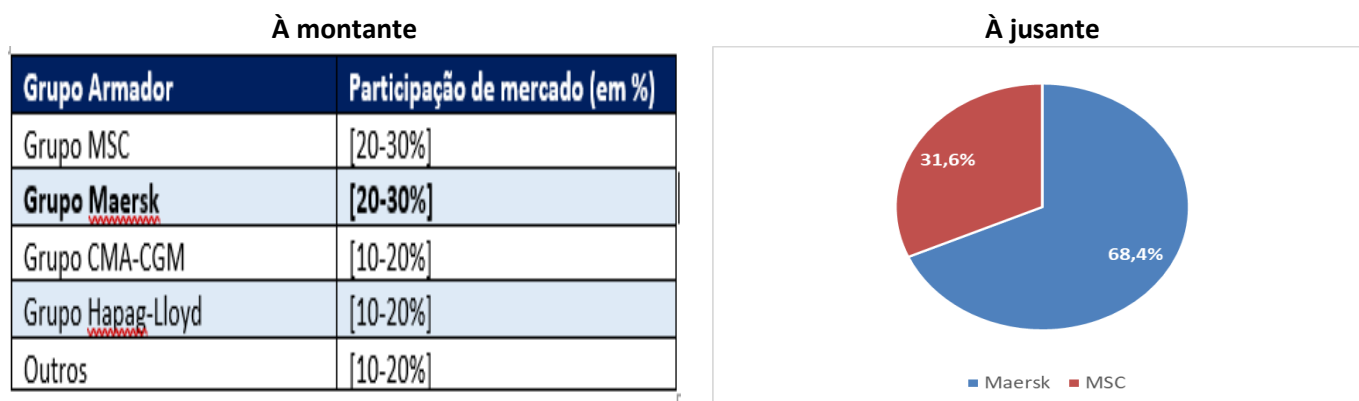 À montante
Grupo Armador Participação de mercado (em %)
Grupo MSC [20-30%]
Grupo Maersk [20-30%]
Grupo CMA-CGM [10-20%]
Grupo Hapag-Lloyd [10-20%]
Outros [10-20%]
À jusante
31,6%
68,4%
Maersk MSC